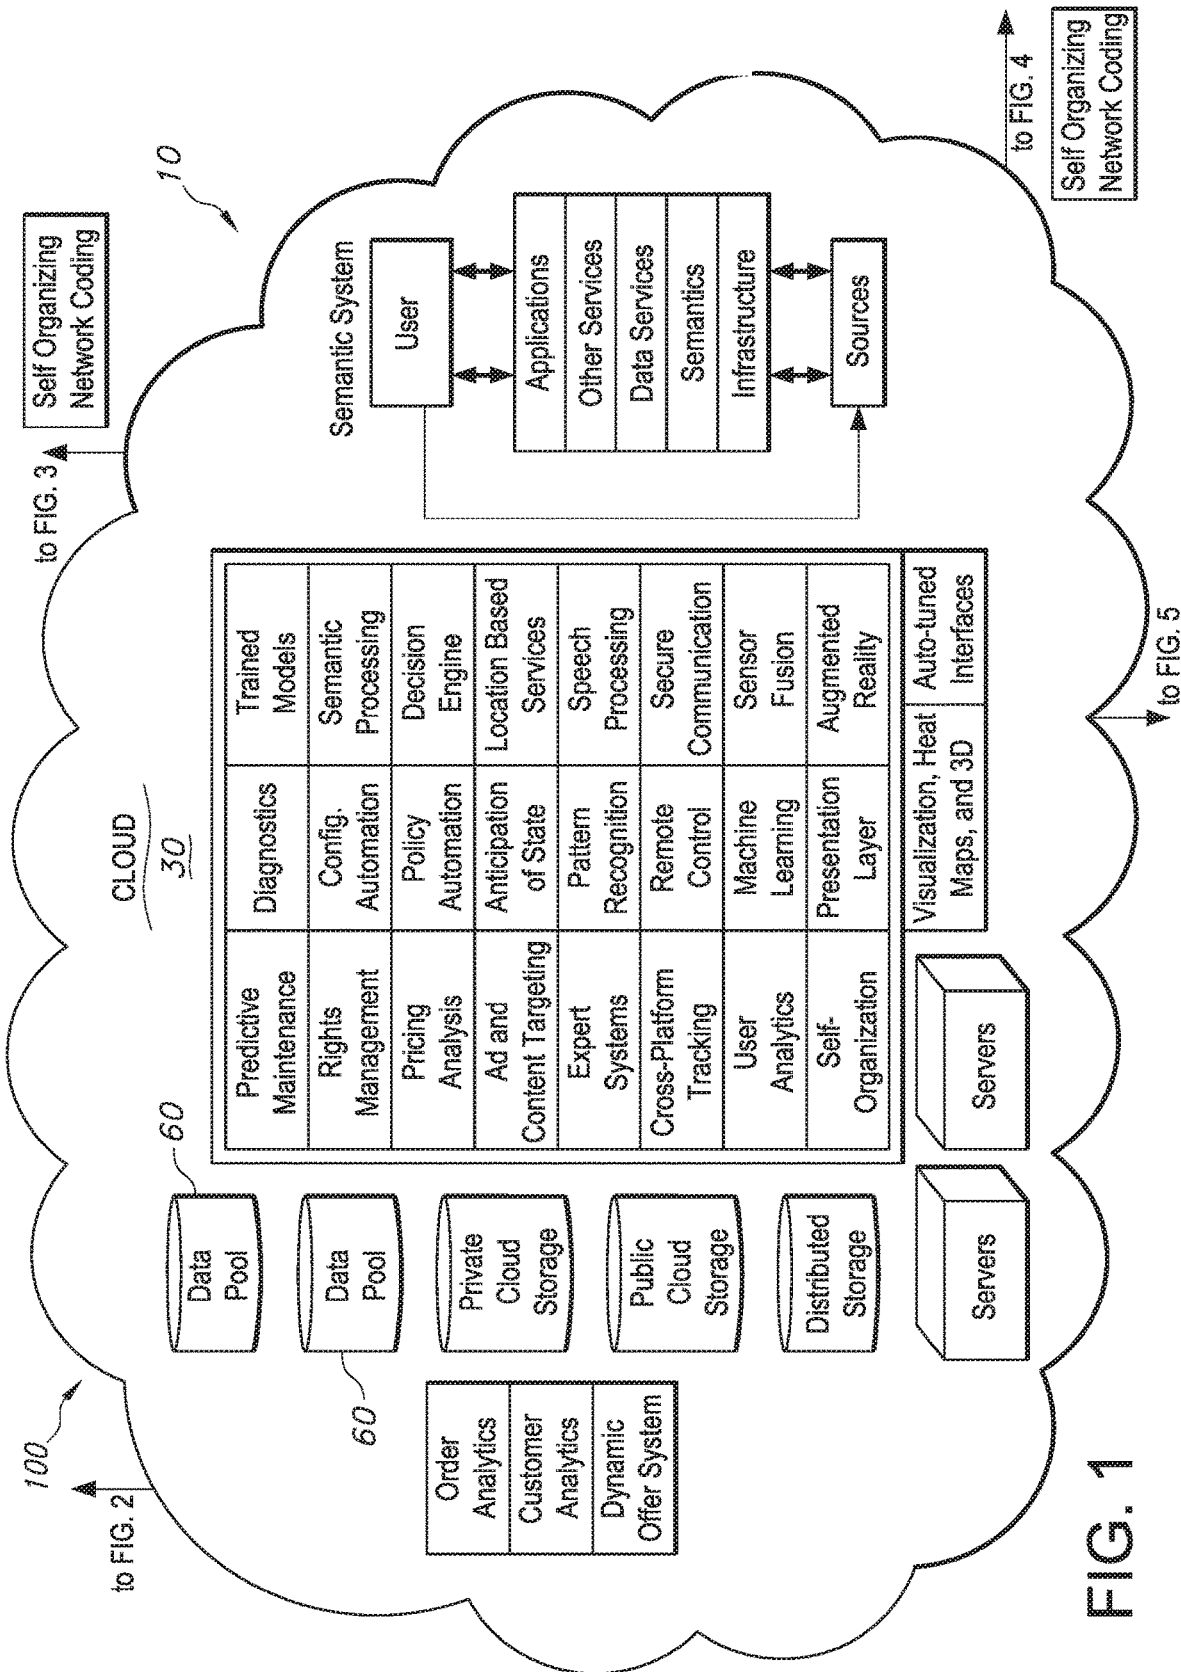 to FIG. 2
100
to FIG. 3
Self Organizing
Network Coding
10
CLOUD
30
60
Data
Pool
Data
Pool
60
Private
Cloud
Storage
Public
Cloud
Storage
Distributed
Storage
Order
Analytics
Customer
Analytics
Dynamic
Offer System
Predictive
Maintenance
Diagnostics
Trained
Models
Rights
Management
Config.
Automation
Semantic
Processing
Pricing
Analysis
Policy
Automation
Decision
Engine
Ad and
Content Targeting
Anticipation
of State
Location Based
Services
Expert
Systems
Pattern
Recognition
Speech
Processing
Cross-Platform
Tracking
Remote
Control
Secure
Communication
User
Analytics
Machine
Learning
Sensor
Fusion
Self-
Organization
Presentation
Layer
Augmented
Reality
Visualization, Heat
Maps, and 3D
Auto-tuned
Interfaces
Servers
Servers
Semantic System
User
Applications
Other Services
Data Services
Semantics
Infrastructure
Sources
to FIG. 4
Self Organizing
Network Coding
to FIG. 5
FIG. 1